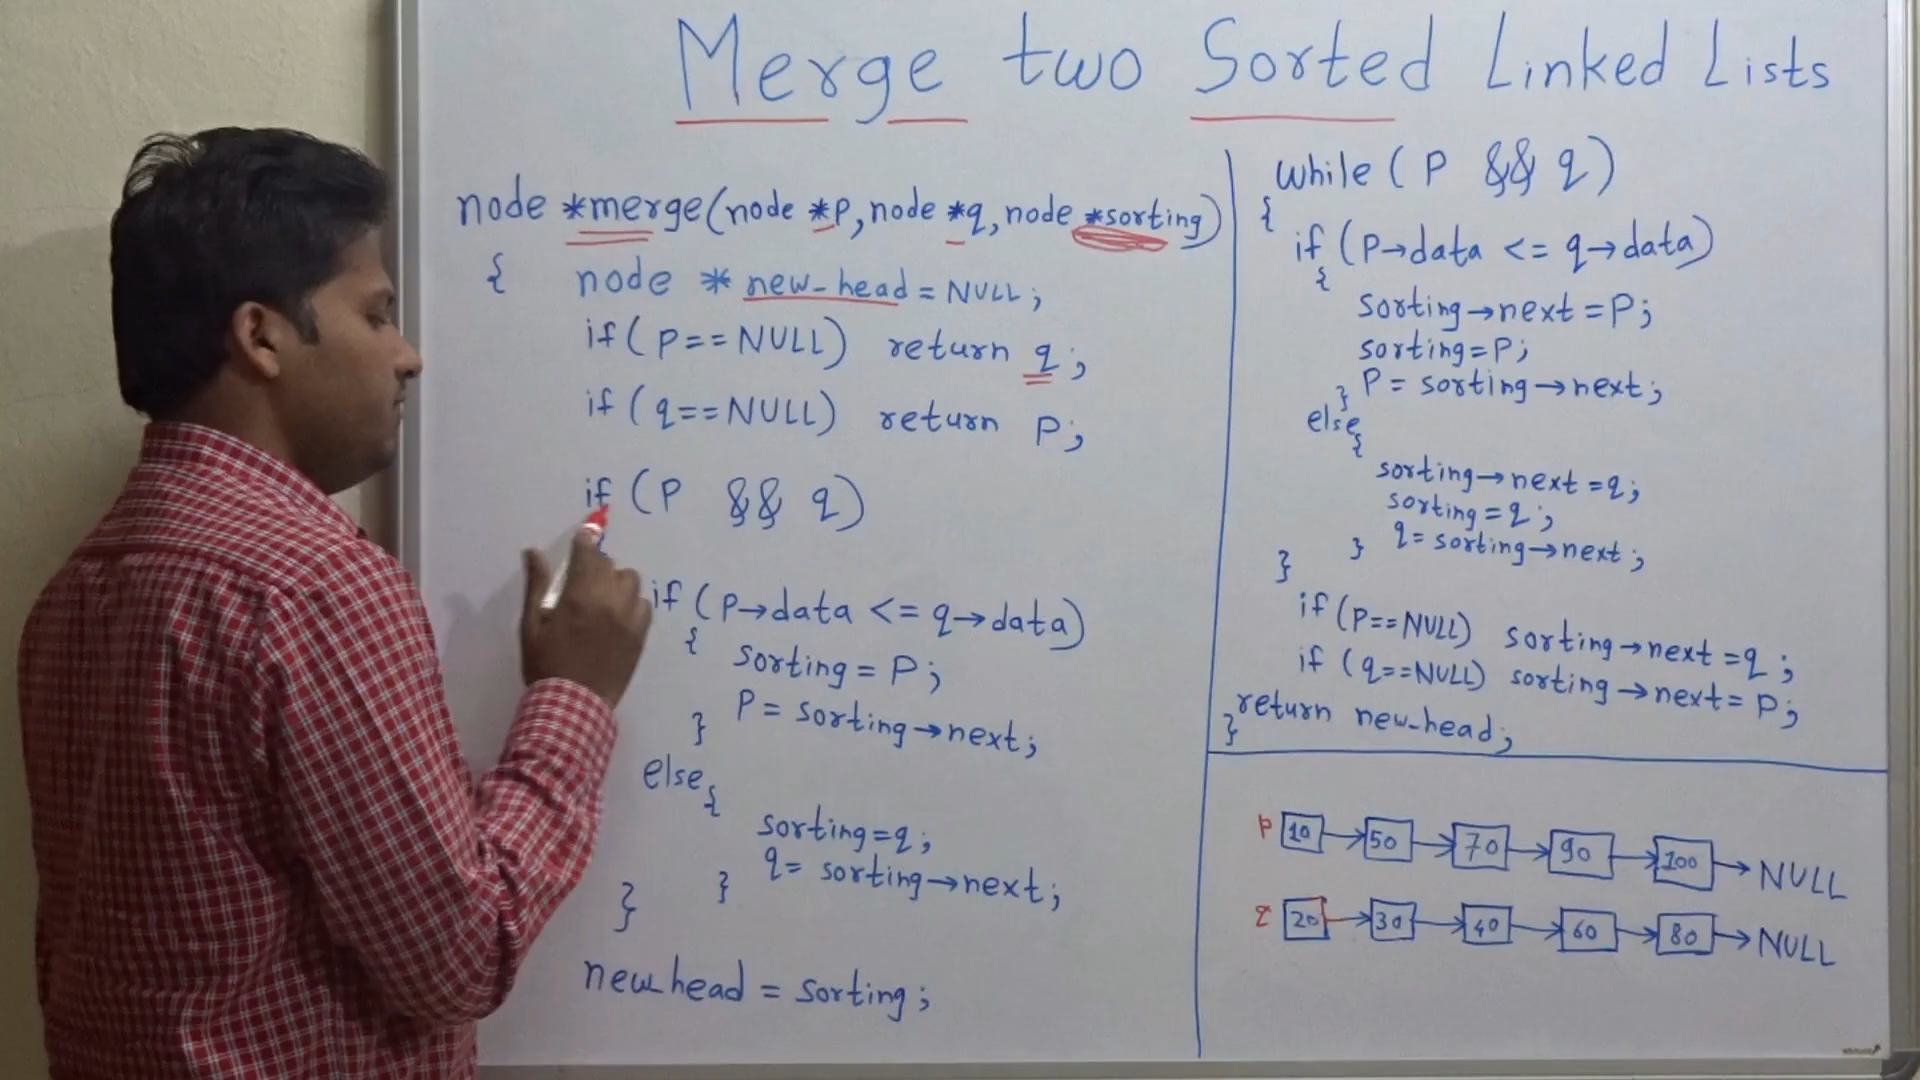 Merge two Sorted Linked Lists
node *merge(node *p, node *q, node *sorting)
{ node * new_head = NULL;
if (P==NULL) return q;
if (q==NULL) return P;
if (P && q)
if (P→data <= q→data)
{
sorting = P;
P = sorting→next;
}
else
{
sorting=q;
q= sorting→next;
}
}
new_head = sorting;
while (P && q)
{
if (P→data <= q→data)
{
sorting→next = P;
sorting=P;
P = sorting→next;
}
else
{
sorting→next =q;
sorting=q;
q= sorting→next;
}
}
if (P==NULL) sorting→next =q;
if (q==NULL) sorting→next= P;
return new_head;
}
P 10 → 50 → 70 → 90 → 100 → NULL
q 20 → 30 → 40 → 60 → 80 → NULL